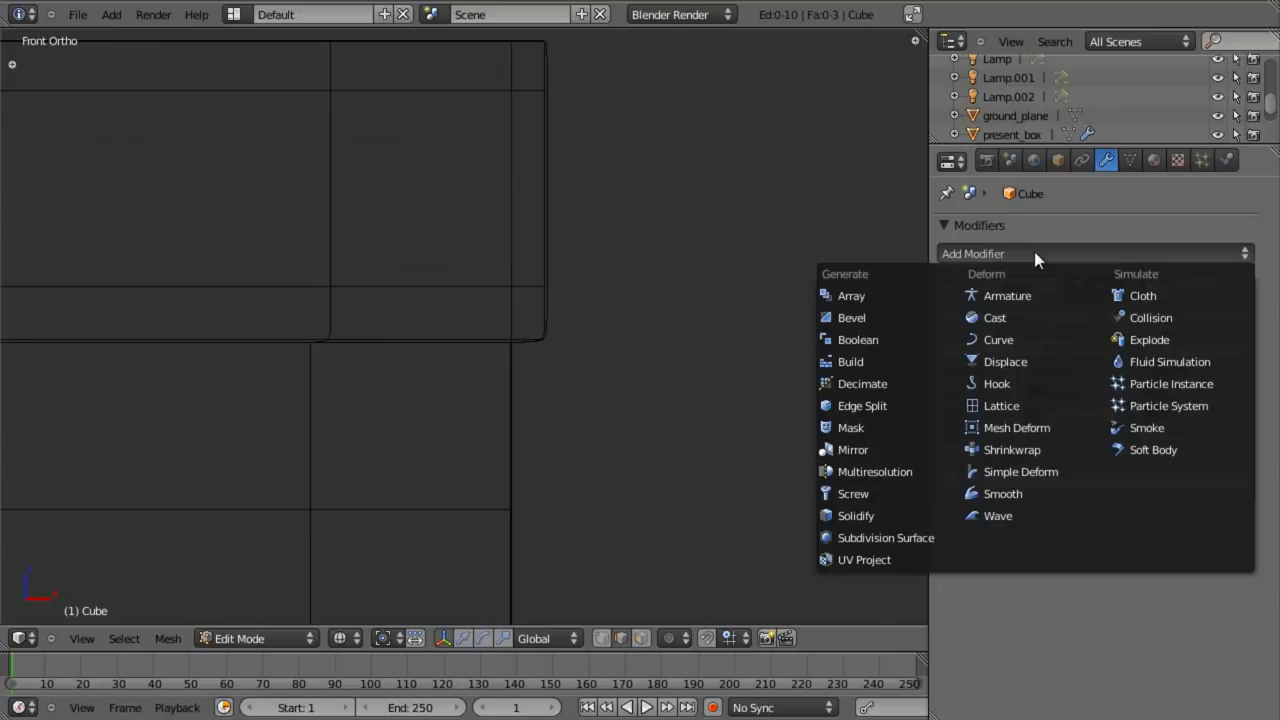 File Add Render Help Default Scene Blender Render Ed:0-10 | Fa:0-3 | Cube
Front Ortho
View Search All Scenes
Lamp
Lamp.001
Lamp.002
ground_plane
present_box
Cube
Modifiers
Add Modifier
Generate Deform Simulate
Array Armature Cloth
Bevel Cast Collision
Boolean Curve Explode
Build Displace Fluid Simulation
Decimate Hook Particle Instance
Edge Split Lattice Particle System
Mask Mesh Deform Smoke
Mirror Shrinkwrap Soft Body
Multiresolution Simple Deform
Screw Smooth
Solidify Wave
Subdivision Surface
UV Project
(1) Cube
View Select Mesh Edit Mode Global
10 20 30 40 50 60 70 80 90 100 110 120 130 140 150 160 170 180 190 200 210 220 230 240 250
View Frame Playback Start: 1 End: 250 1 No Sync